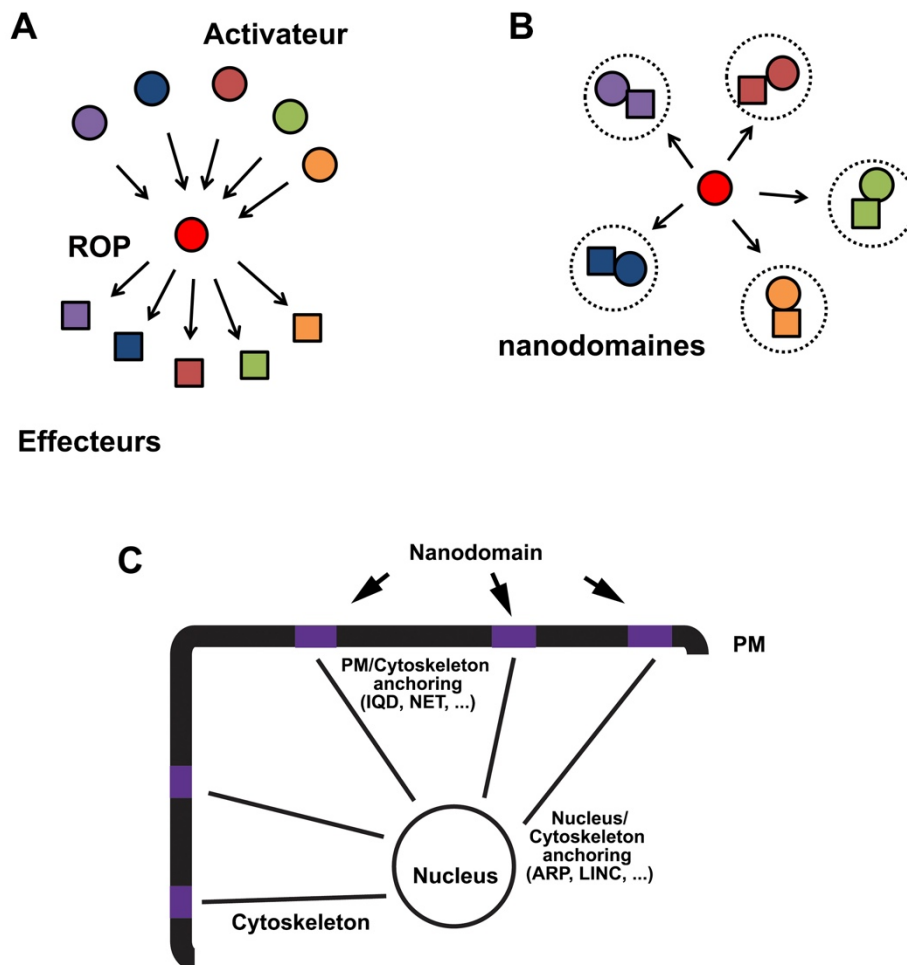 A
Activateur
ROP
Effecteurs
B
nanodomaines
C
Nanodomain
PM
PM/Cytoskeleton
anchoring
(IQD, NET, ...)
Nucleus/
Cytoskeleton
anchoring
(ARP, LINC, ...)
Nucleus
Cytoskeleton